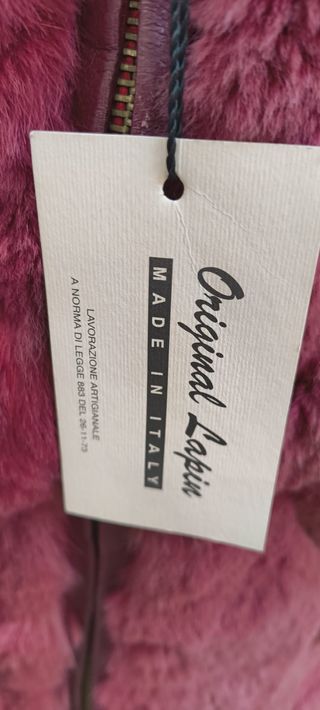 Original Lapin
MADE IN ITALY
LAVORAZIONE ARTIGIANALE
A NORMA DI LEGGE 883 DEL 26-11-73